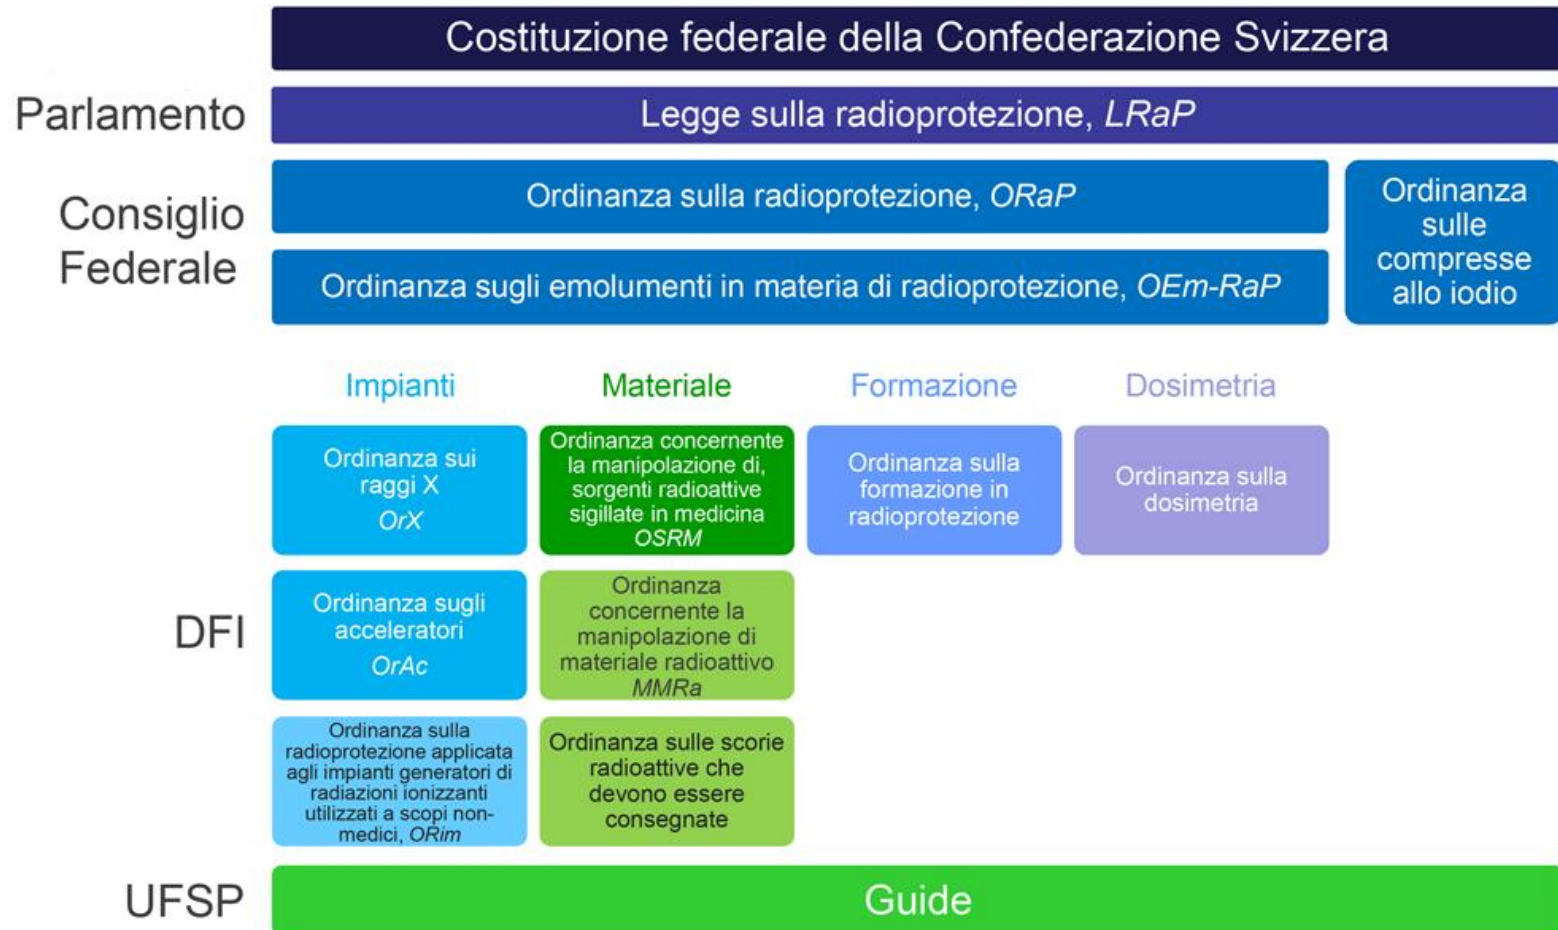 Costituzione federale della Confederazione Svizzera
Parlamento
Legge sulla radioprotezione, LRaP
Consiglio
Federale
Ordinanza sulla radioprotezione, ORaP
Ordinanza sugli emolumenti in materia di radioprotezione, OEm-RaP
Ordinanza
sulle
compresse
allo iodio
Impianti
Materiale
Formazione
Dosimetria
DFI
Ordinanza sui
raggi X
OrX
Ordinanza concernente
la manipolazione di,
sorgenti radioattive
sigillate in medicina
OSRM
Ordinanza sulla
formazione in
radioprotezione
Ordinanza sulla
dosimetria
Ordinanza sugli
acceleratori
OrAc
Ordinanza
concernente la
manipolazione di
materiale radioattivo
MMRa
Ordinanza sulla
radioprotezione applicata
agli impianti generatori di
radiazioni ionizzanti
utilizzati a scopi non-
medici, ORim
Ordinanza sulle scorie
radioattive che
devono essere
consegnate
UFSP
Guide